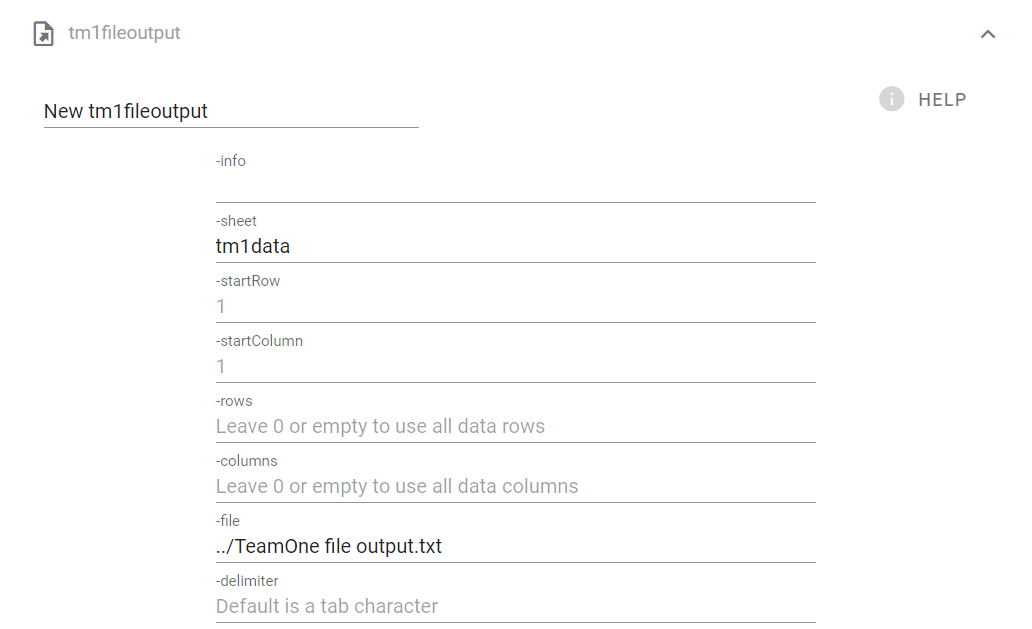 tm1fileoutput
New tm1fileoutput
HELP
-info
-sheet
tm1data
-startRow
1
-startColumn
1
-rows
Leave 0 or empty to use all data rows
-columns
Leave 0 or empty to use all data columns
-file
../TeamOne file output.txt
-delimiter
Default is a tab character